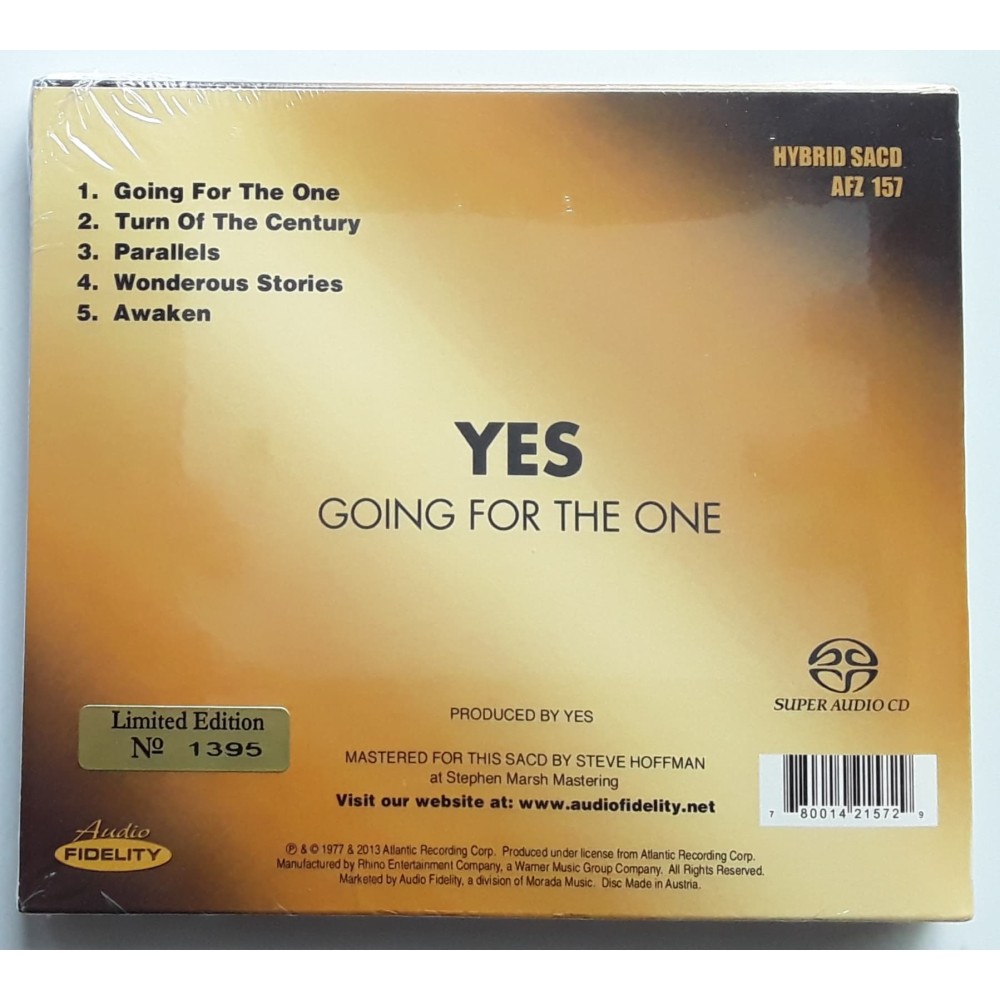 HYBRID SACD
AFZ 157
1. Going For The One
2. Turn Of The Century
3. Parallels
4. Wonderous Stories
5. Awaken
YES
GOING FOR THE ONE
SUPER AUDIO CD
Limited Edition
Nº 1395
PRODUCED BY YES
MASTERED FOR THIS SACD BY STEVE HOFFMAN
at Stephen Marsh Mastering
Visit our website at: www.audiofidelity.net
7 80014 21572 9
Audio
FIDELITY
℗ & © 1977 & 2013 Atlantic Recording Corp. Produced under license from Atlantic Recording Corp.
Manufactured by Rhino Entertainment Company, a Warner Music Group Company. All Rights Reserved.
Marketed by Audio Fidelity, a division of Morada Music. Disc Made in Austria.